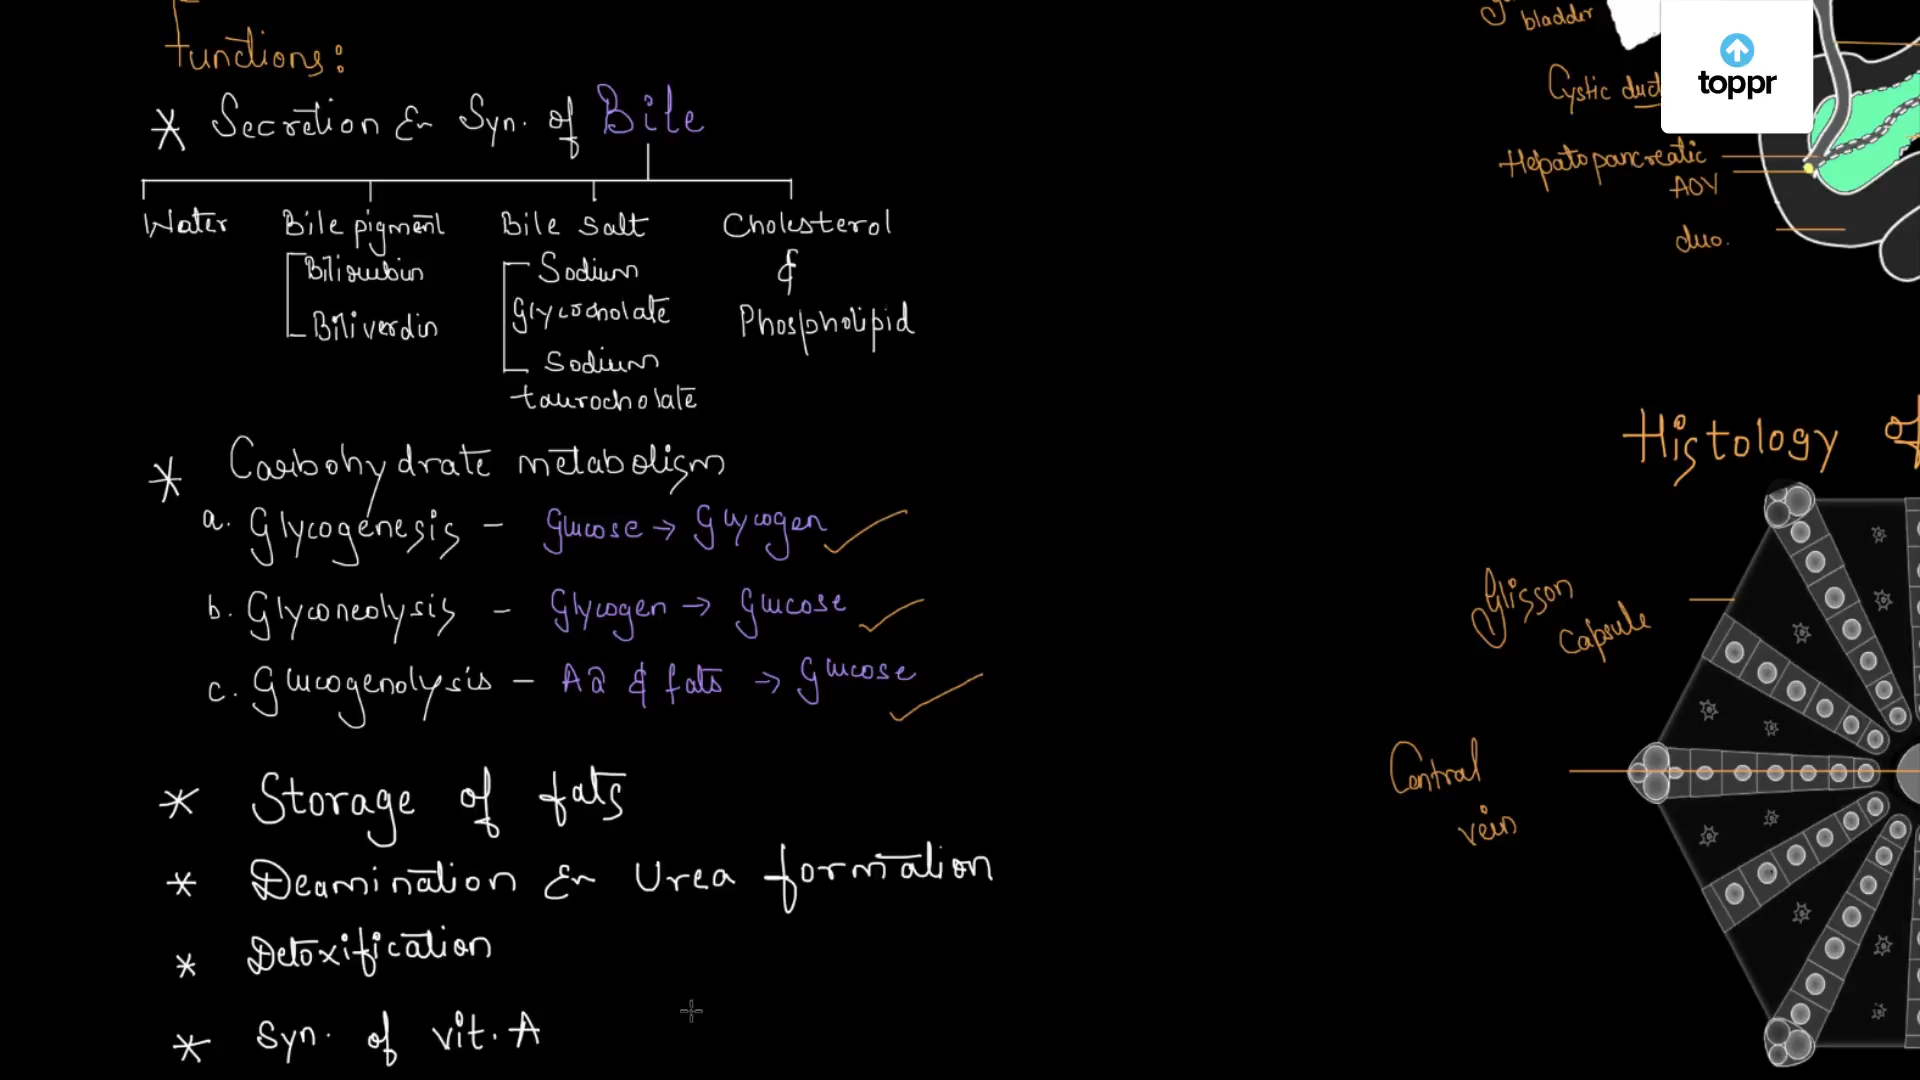 Functions:
* Secretion & Syn. of Bile
Water Bile pigment Bile salt Cholesterol
Bilirubin Sodium &
Glycocholate Phospholipid
Biliverdin
Sodium
taurocholate
* Carbohydrate metabolism
a. Glycogenesis - Glucose → Glycogen
b. Glyconeolysis - Glycogen → Glucose
c. Glucogenolysis - Aa & fats → Glucose
* Storage of fats
* Deamination & Urea formation
* Detoxification
* Syn. of vit. A
bladder
toppr
Cystic duct
Hepatopancreatic
AOV
duo.
Histology of
Glisson
Capsule
Central
vein